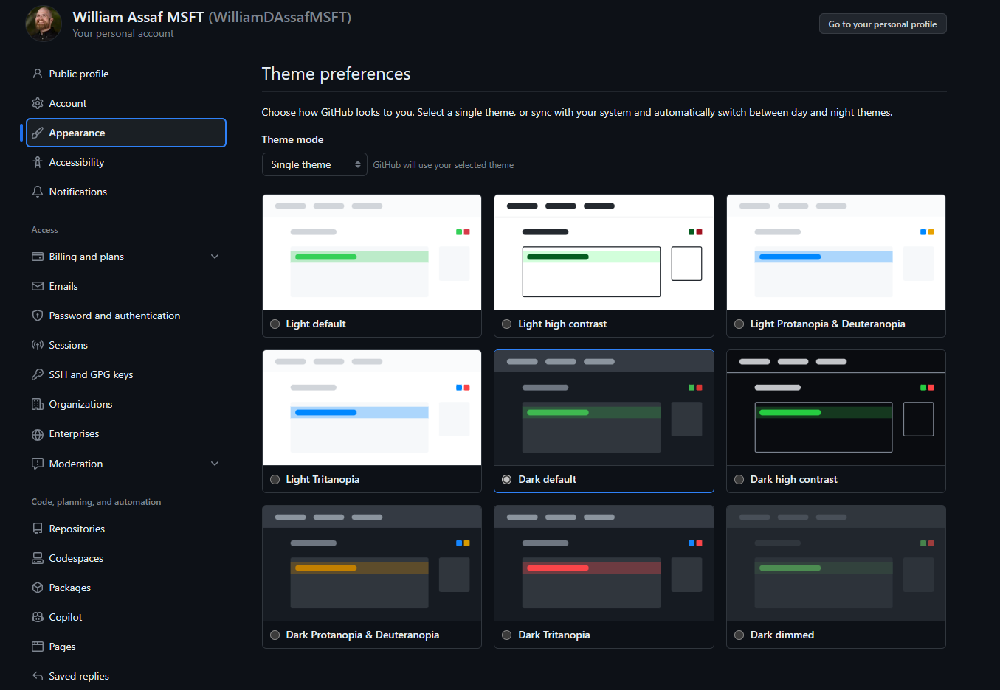 William Assaf MSFT (WilliamDAssafMSFT)
Your personal account
Go to your personal profile
Public profile
Account
Appearance
Accessibility
Notifications
Access
Billing and plans
Emails
Password and authentication
Sessions
SSH and GPG keys
Organizations
Enterprises
Moderation
Code, planning, and automation
Repositories
Codespaces
Packages
Copilot
Pages
Saved replies
Theme preferences
Choose how GitHub looks to you. Select a single theme, or sync with your system and automatically switch between day and night themes.
Theme mode
Single theme
GitHub will use your selected theme
Light default
Light high contrast
Light Protanopia & Deuteranopia
Light Tritanopia
Dark default
Dark high contrast
Dark Protanopia & Deuteranopia
Dark Tritanopia
Dark dimmed